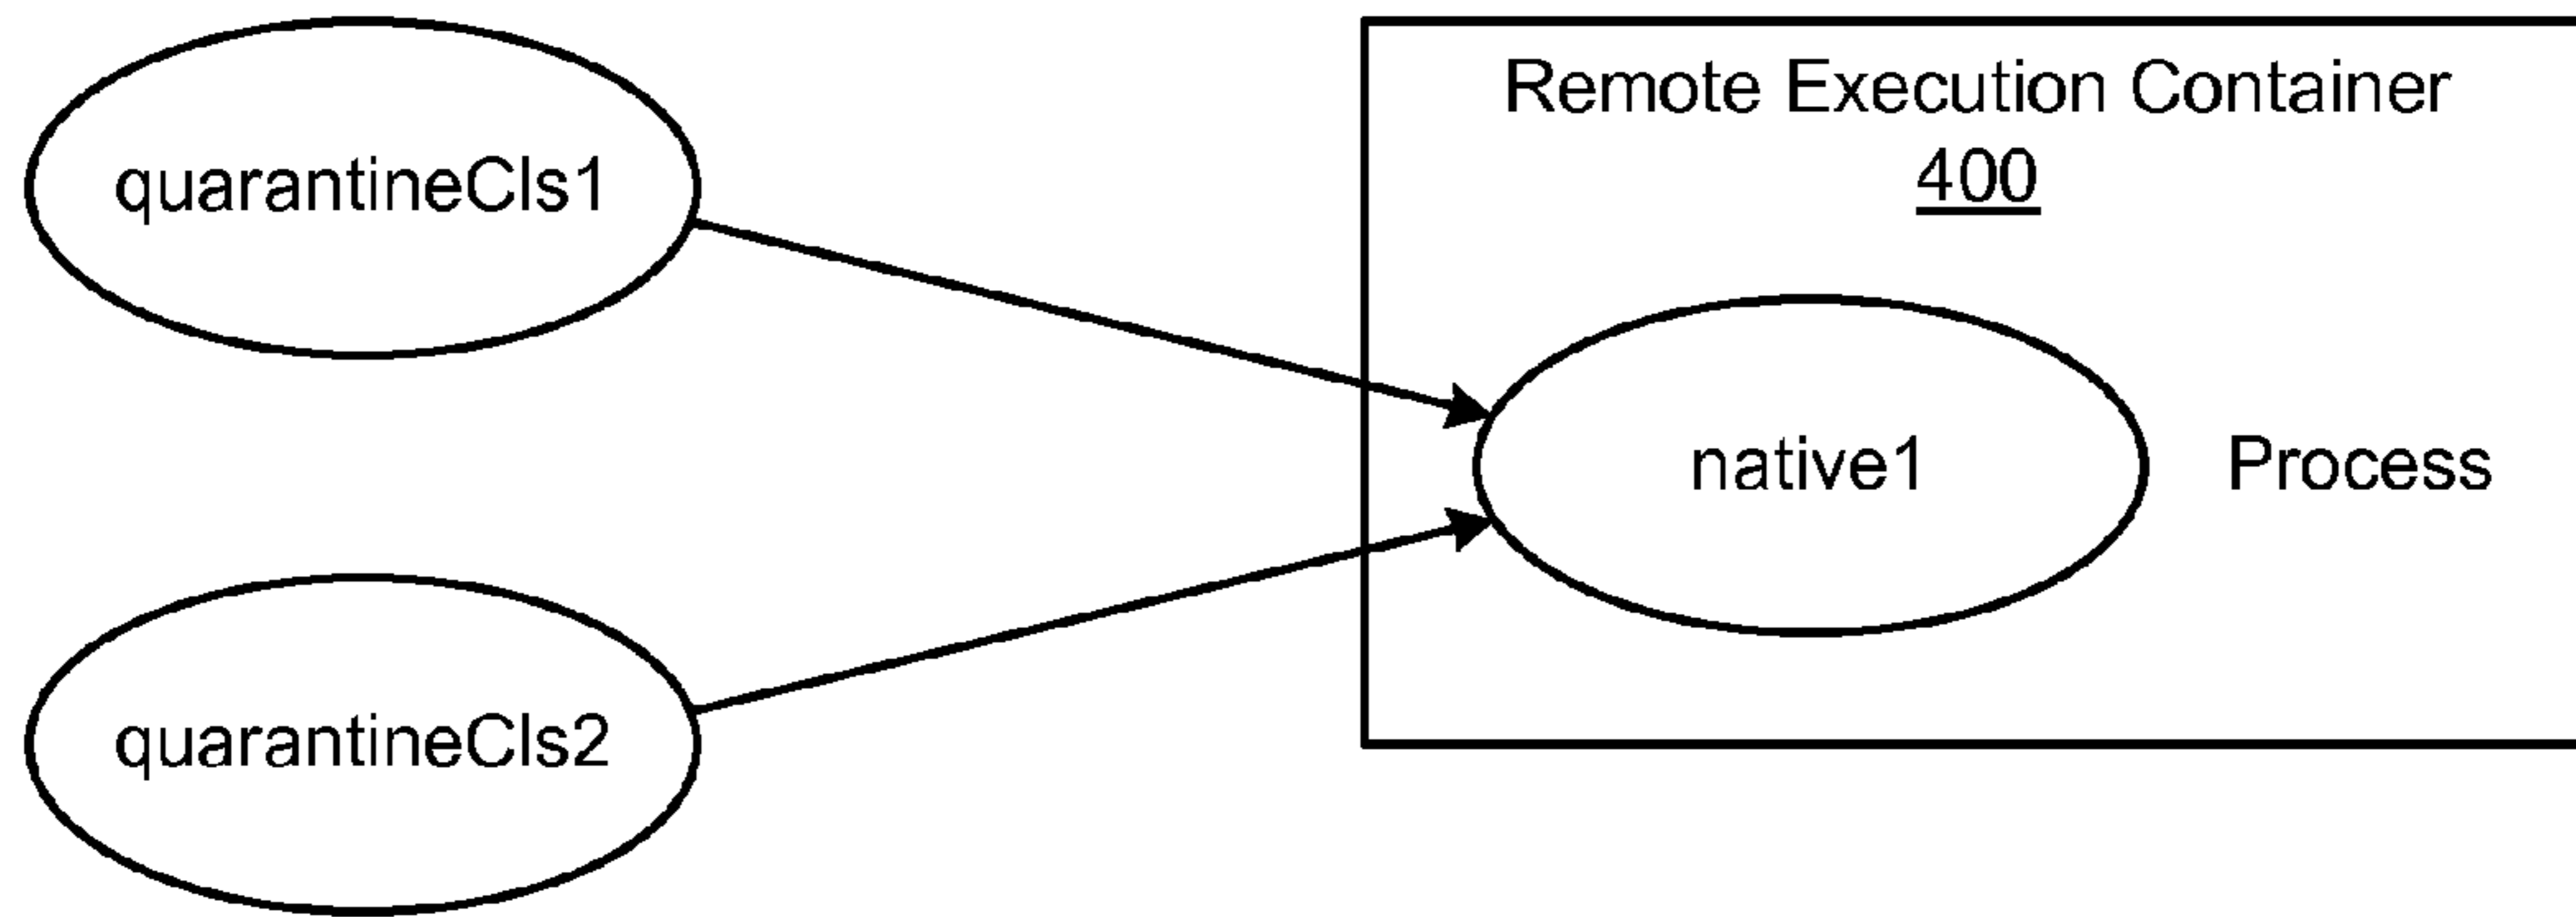 quarantineCls1
Remote Execution Container
400
native1
Process
quarantineCls2